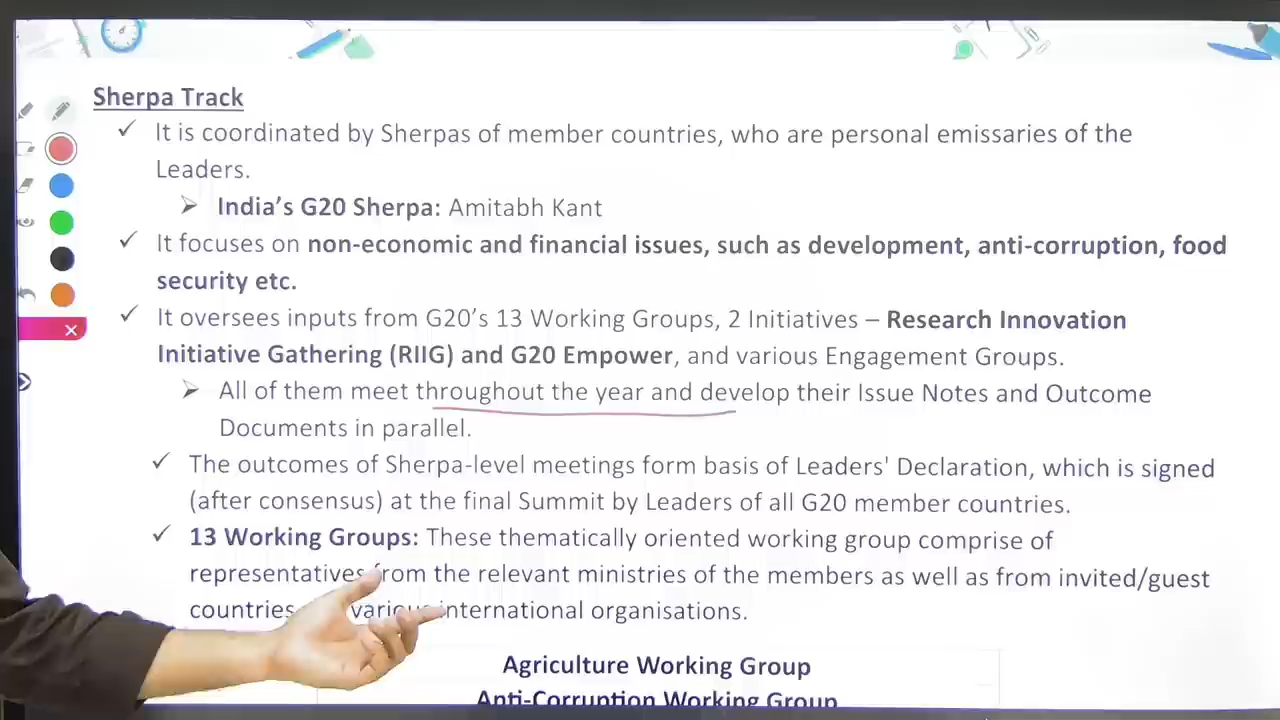 Sherpa Track
✓ It is coordinated by Sherpas of member countries, who are personal emissaries of the
Leaders.
➢ India's G20 Sherpa: Amitabh Kant
✓ It focuses on non-economic and financial issues, such as development, anti-corruption, food
security etc.
✓ It oversees inputs from G20's 13 Working Groups, 2 Initiatives – Research Innovation
Initiative Gathering (RIIG) and G20 Empower, and various Engagement Groups.
➢ All of them meet throughout the year and develop their Issue Notes and Outcome
Documents in parallel.
✓ The outcomes of Sherpa-level meetings form basis of Leaders' Declaration, which is signed
(after consensus) at the final Summit by Leaders of all G20 member countries.
✓ 13 Working Groups: These thematically oriented working group comprise of
representatives from the relevant ministries of the members as well as from invited/guest
countries various international organisations.
Agriculture Working Group
Anti-Corruption Working Group